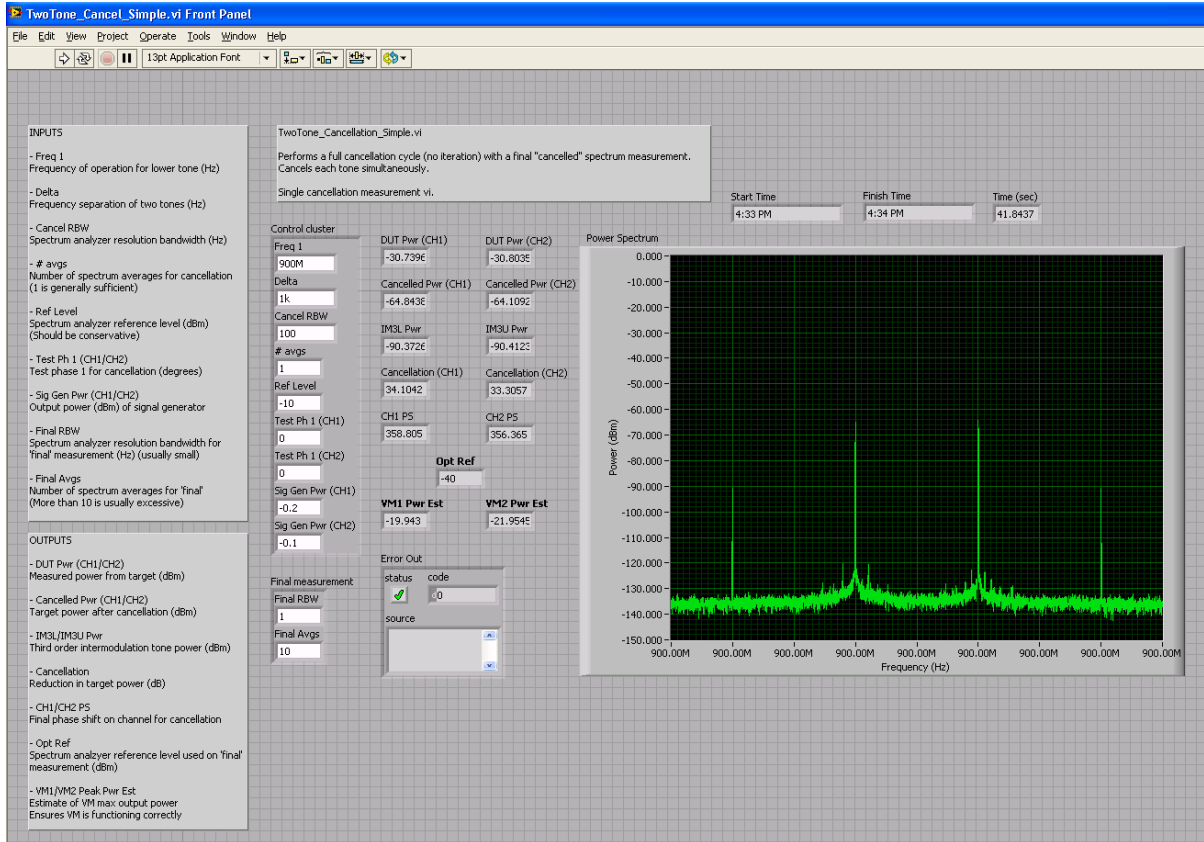 TwoTone_Cancel_Simple.vi Front Panel
File Edit View Project Operate Tools Window Help
13pt Application Font
INPUTS
- Freq 1
Frequency of operation for lower tone (Hz)
- Delta
Frequency separation of two tones (Hz)
- Cancel RBW
Spectrum analyzer resolution bandwidth (Hz)
- # avgs
Number of spectrum averages for cancellation
(1 is generally sufficient)
- Ref Level
Spectrum analyzer reference level (dBm)
(Should be conservative)
- Test Ph 1 (CH1/CH2)
Test phase 1 for cancellation (degrees)
- Sig Gen Pwr (CH1/CH2)
Output power (dBm) of signal generator
- Final RBW
Spectrum analyzer resolution bandwidth for
'final' measurement (Hz) (usually small)
- Final Avgs
Number of spectrum averages for 'final'
(More than 10 is usually excessive)
OUTPUTS
- DUT Pwr (CH1/CH2)
Measured power from target (dBm)
- Cancelled Pwr (CH1/CH2)
Target power after cancellation (dBm)
- IM3L/IM3U Pwr
Third order intermodulation tone power (dBm)
- Cancellation
Reduction in target power (dB)
- CH1/CH2 PS
Final phase shift on channel for cancellation
- Opt Ref
Spectrum analzyer reference level used on 'final'
measurement (dBm)
- VM1/VM2 Peak Pwr Est
Estimate of VM max output power
Ensures VM is functioning correctly
TwoTone_Cancellation_Simple.vi
Performs a full cancellation cycle (no iteration) with a final "cancelled" spectrum measurement.
Cancels each tone simultaneously.
Single cancellation measurement vi.
Start Time
4:33 PM
Finish Time
4:34 PM
Time (sec)
41.8437
Control cluster
Freq 1
900M
Delta
1k
Cancel RBW
100
# avgs
1
Ref Level
-10
Test Ph 1 (CH1)
0
Test Ph 1 (CH2)
0
Sig Gen Pwr (CH1)
-0.2
Sig Gen Pwr (CH2)
-0.1
Final measurement
Final RBW
1
Final Avgs
10
DUT Pwr (CH1) DUT Pwr (CH2)
-30.7396 -30.8035
Cancelled Pwr (CH1) Cancelled Pwr (CH2)
-64.8438 -64.1092
IM3L Pwr IM3U Pwr
-90.3726 -90.4123
Cancellation (CH1) Cancellation (CH2)
34.1042 33.3057
CH1 PS CH2 PS
358.805 356.365
Opt Ref
-40
VM1 Pwr Est VM2 Pwr Est
-19.943 -21.9545
Error Out
status code
0
source
Power Spectrum
0.000
-10.000
-20.000
-30.000
-40.000
-50.000
-60.000
-70.000
-80.000
-90.000
-100.000
-110.000
-120.000
-130.000
-140.000
-150.000
Power (dBm)
900.00M 900.00M 900.00M 900.00M 900.00M 900.00M 900.00M 900.00M 900.00M
Frequency (Hz)